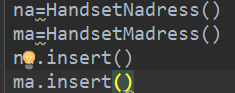 na=HandsetNadress()
ma=HandsetMadress()
n.insert()
ma.insert()